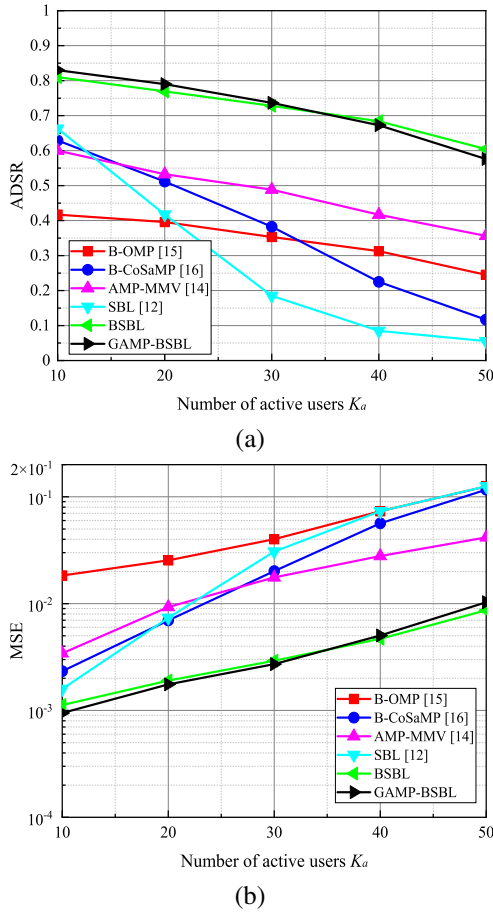 1
0.9
0.8
0.7
0.6
0.5
0.4
0.3
0.2
0.1
0
ADSR
B-OMP [15]
B-CoSaMP [16]
AMP-MMV [14]
SBL [12]
BSBL
GAMP-BSBL
10 20 30 40 50
Number of active users Ka
(a)
2×10-1
10-1
10-2
10-3
10-4
MSE
B-OMP [15]
B-CoSaMP [16]
AMP-MMV [14]
SBL [12]
BSBL
GAMP-BSBL
10 20 30 40 50
Number of active users Ka
(b)